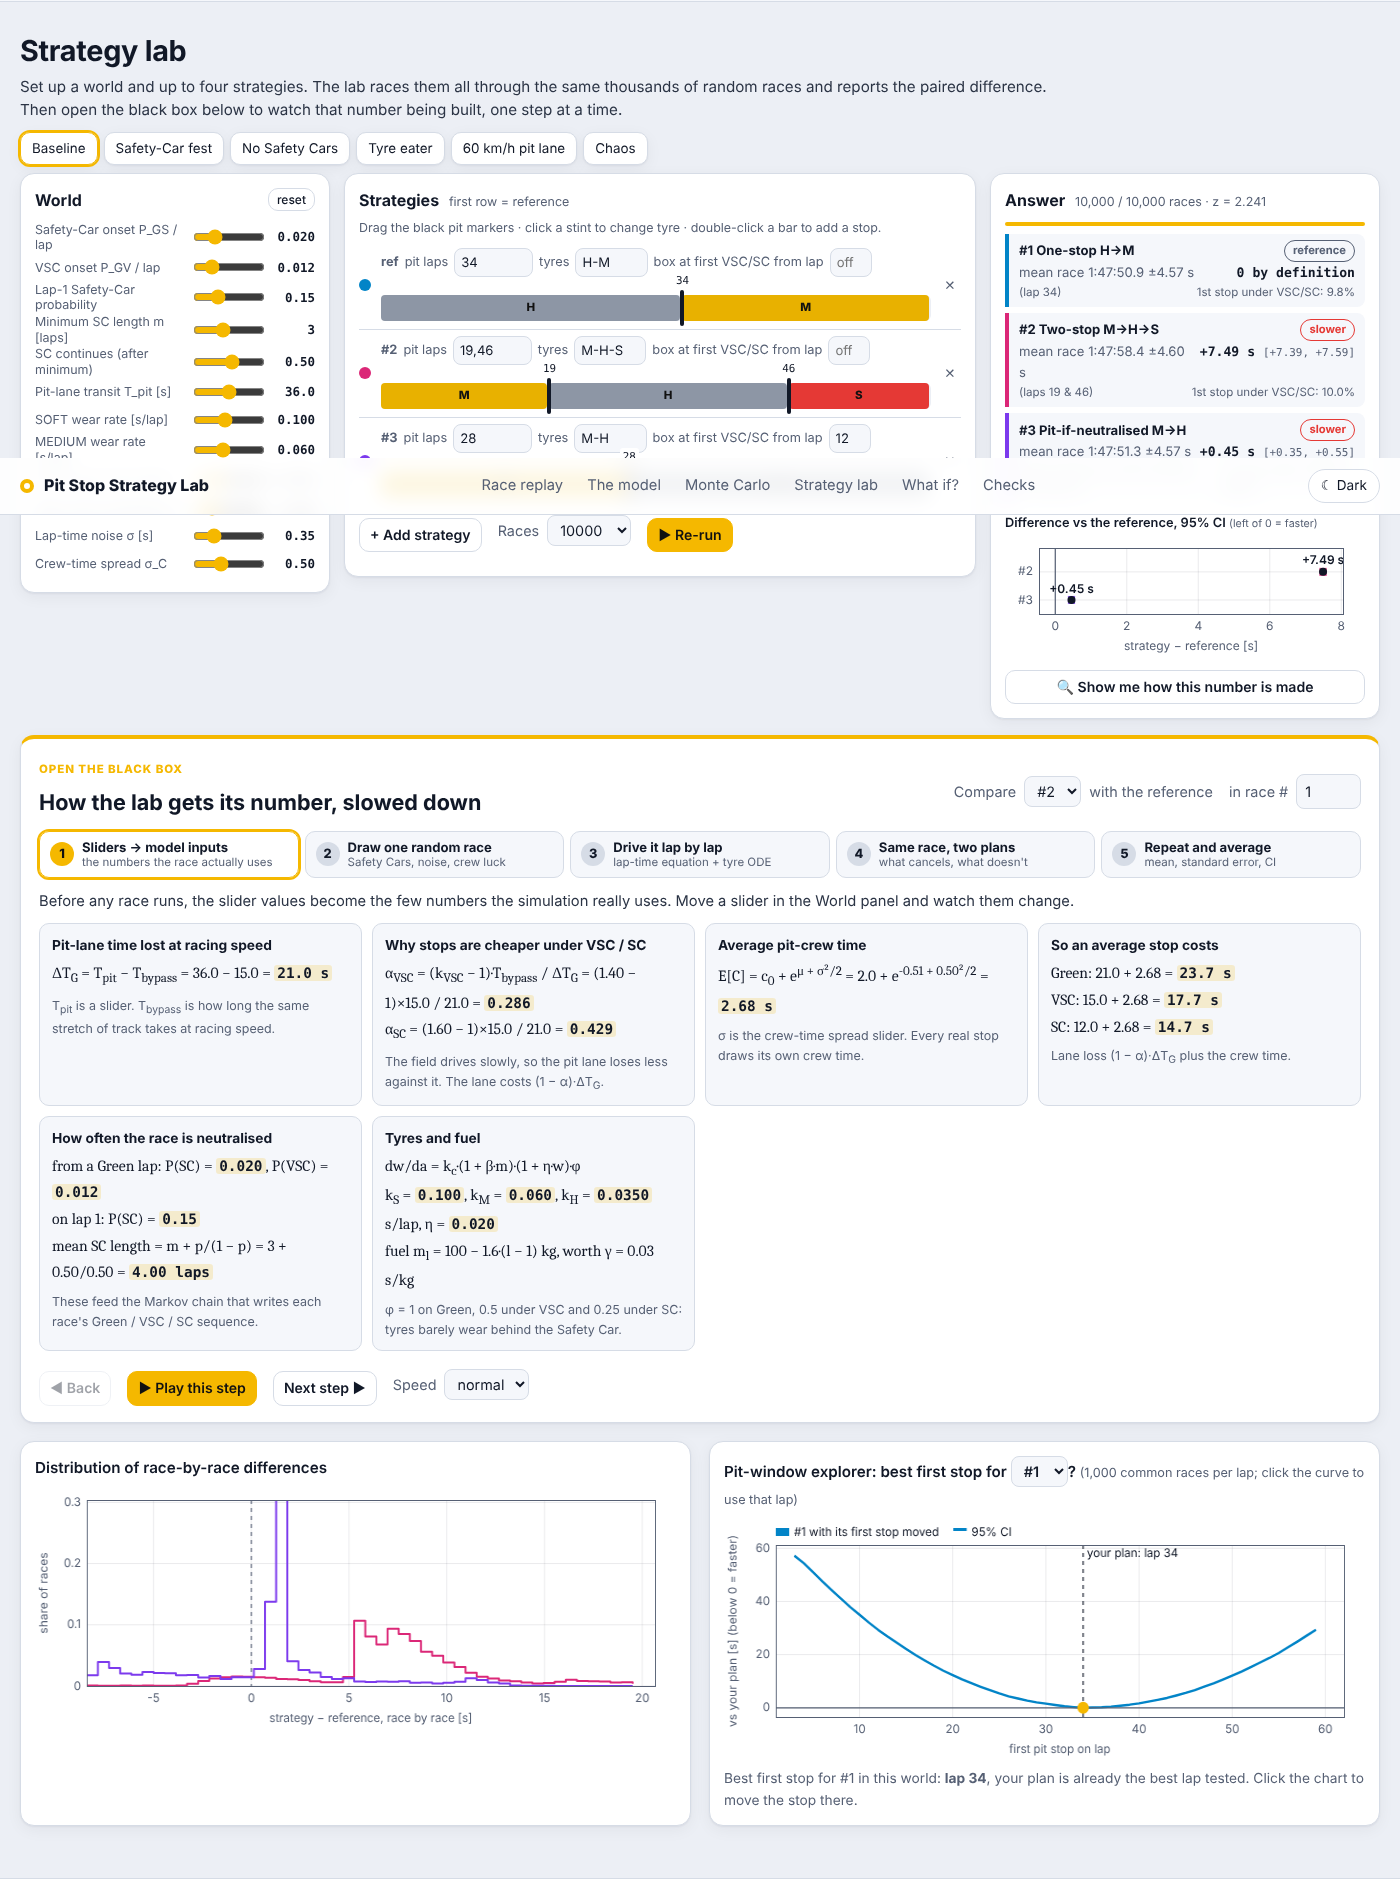 Strategy lab
Set up a world and up to four strategies. The lab races them all through the same thousands of random races and reports the paired difference.
Then open the black box below to watch that number being built, one step at a time.
Baseline
Safety-Car fest
No Safety Cars
Tyre eater
60 km/h pit lane
Chaos
World
reset
Safety-Car onset P_GS / lap
0.020
VSC onset P_GV / lap
0.012
Lap-1 Safety-Car probability
0.15
Minimum SC length m [laps]
3
SC continues (after minimum)
0.50
Pit-lane transit T_pit [s]
36.0
SOFT wear rate [s/lap]
0.100
MEDIUM wear rate [s/lap]
0.060
Lap-time noise σ [s]
0.35
Crew-time spread σ_C
0.50
Strategies first row = reference
Drag the black pit markers · click a stint to change tyre · double-click a bar to add a stop.
ref pit laps 34 tyres H-M box at first VSC/SC from lap off
34
H M
×
#2 pit laps 19,46 tyres M-H-S box at first VSC/SC from lap off
19 46
M H S
×
#3 pit laps 28 tyres M-H box at first VSC/SC from lap 12
28
+ Add strategy
Races 10000
▶ Re-run
Answer 10,000 / 10,000 races · z = 2.241
#1 One-stop H→M reference
mean race 1:47:50.9 ±4.57 s 0 by definition
(lap 34) 1st stop under VSC/SC: 9.8%
#2 Two-stop M→H→S slower
mean race 1:47:58.4 ±4.60 s +7.49 s [+7.39, +7.59]
(laps 19 & 46) 1st stop under VSC/SC: 10.0%
#3 Pit-if-neutralised M→H slower
mean race 1:47:51.3 ±4.57 s +0.45 s [+0.35, +0.55]
Pit Stop Strategy Lab
Race replay
The model
Monte Carlo
Strategy lab
What if?
Checks
☾ Dark
Difference vs the reference, 95% CI (left of 0 = faster)
+7.49 s
#2
+0.45 s
#3
0 2 4 6 8
strategy − reference [s]
🔍 Show me how this number is made
OPEN THE BLACK BOX
How the lab gets its number, slowed down
Compare #2 with the reference in race # 1
1 Sliders → model inputs
the numbers the race actually uses
2 Draw one random race
Safety Cars, noise, crew luck
3 Drive it lap by lap
lap-time equation + tyre ODE
4 Same race, two plans
what cancels, what doesn't
5 Repeat and average
mean, standard error, CI
Before any race runs, the slider values become the few numbers the simulation really uses. Move a slider in the World panel and watch them change.
Pit-lane time lost at racing speed
ΔT_G = T_pit − T_bypass = 36.0 − 15.0 = 21.0 s
T_pit is a slider. T_bypass is how long the same
stretch of track takes at racing speed.
Why stops are cheaper under VSC / SC
α_VSC = (k_VSC − 1)·T_bypass / ΔT_G = (1.40 −
1)×15.0 / 21.0 = 0.286
α_SC = (1.60 − 1)×15.0 / 21.0 = 0.429
The field drives slowly, so the pit lane loses less
against it. The lane costs (1 − α)·ΔT_G.
Average pit-crew time
E[C] = c₀ + e^(μ + σ²/2) = 2.0 + e^(-0.51 + 0.50²/2) =
2.68 s
σ is the crew-time spread slider. Every real stop
draws its own crew time.
So an average stop costs
Green: 21.0 + 2.68 = 23.7 s
VSC: 15.0 + 2.68 = 17.7 s
SC: 12.0 + 2.68 = 14.7 s
Lane loss (1 − α)·ΔT_G plus the crew time.
How often the race is neutralised
from a Green lap: P(SC) = 0.020, P(VSC) =
0.012
on lap 1: P(SC) = 0.15
mean SC length = m + p/(1 − p) = 3 +
0.50/0.50 = 4.00 laps
These feed the Markov chain that writes each
race's Green / VSC / SC sequence.
Tyres and fuel
dw/da = k_c·(1 + β·m)·(1 + η·w)·φ
k_S = 0.100, k_M = 0.060, k_H = 0.0350
s/lap, η = 0.020
fuel m_l = 100 − 1.6·(l − 1) kg, worth γ = 0.03
s/kg
φ = 1 on Green, 0.5 under VSC and 0.25 under SC:
tyres barely wear behind the Safety Car.
◀ Back
▶ Play this step
Next step ▶
Speed normal
Distribution of race-by-race differences
share of races
0.3
0.2
0.1
0
-5 0 5 10 15 20
strategy − reference, race by race [s]
Pit-window explorer: best first stop for #1 ? (1,000 common races per lap; click the curve to
use that lap)
#1 with its first stop moved 95% CI
vs your plan [s] (below 0 = faster)
your plan: lap 34
60
40
20
0
10 20 30 40 50 60
first pit stop on lap
Best first stop for #1 in this world: lap 34, your plan is already the best lap tested. Click the chart to
move the stop there.